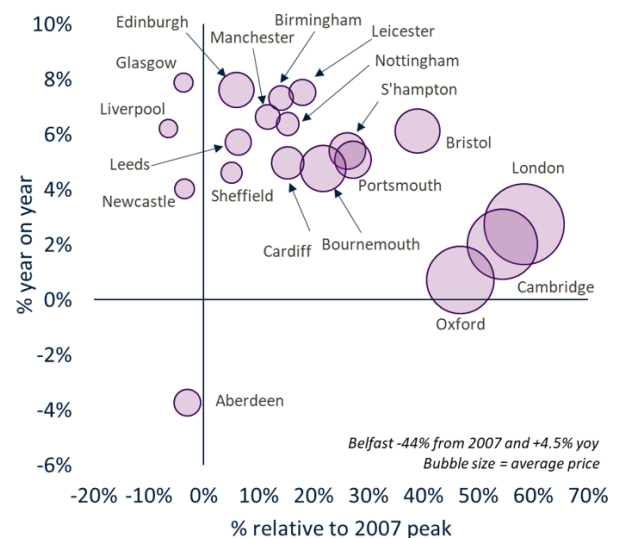 10%
8%
6%
4%
2%
0%
-2%
-4%
-6%
% year on year
Edinburgh
Birmingham
Manchester
Leicester
Glasgow
Nottingham
S'hampton
Liverpool
Bristol
Leeds
London
Newcastle
Sheffield
Portsmouth
Cardiff
Bournemouth
Cambridge
Oxford
Aberdeen
Belfast -44% from 2007 and +4.5% yoy
Bubble size = average price
-20% -10% 0% 10% 20% 30% 40% 50% 60% 70%
% relative to 2007 peak